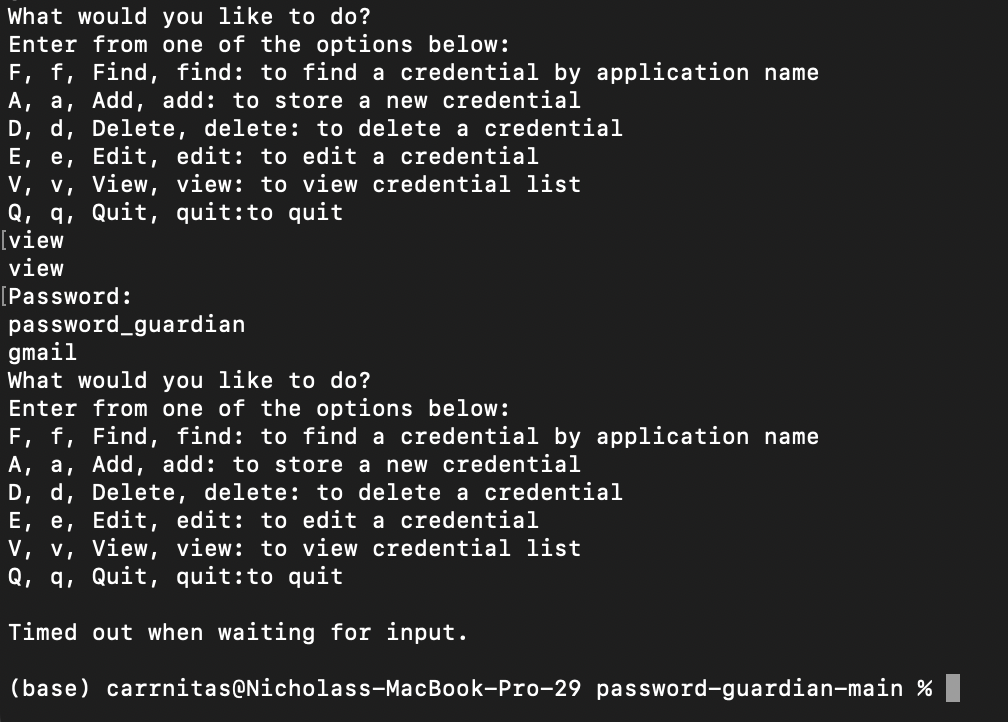 What would you like to do?
Enter from one of the options below:
F, f, Find, find: to find a credential by application name
A, a, Add, add: to store a new credential
D, d, Delete, delete: to delete a credential
E, e, Edit, edit: to edit a credential
V, v, View, view: to view credential list
Q, q, Quit, quit:to quit
[view
view
[Password:
password_guardian
gmail
What would you like to do?
Enter from one of the options below:
F, f, Find, find: to find a credential by application name
A, a, Add, add: to store a new credential
D, d, Delete, delete: to delete a credential
E, e, Edit, edit: to edit a credential
V, v, View, view: to view credential list
Q, q, Quit, quit:to quit
Timed out when waiting for input.
(base) carrnitas@Nicholass-MacBook-Pro-29 password-guardian-main %